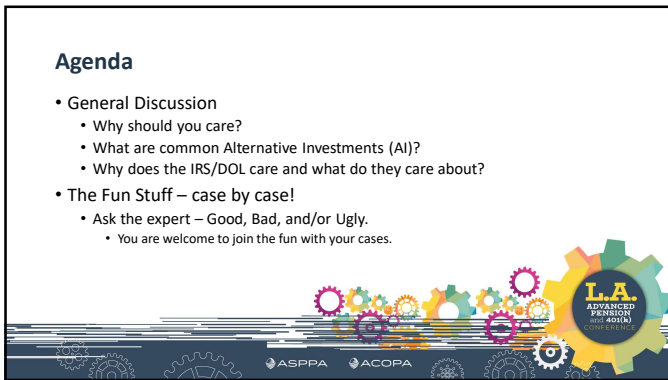 Agenda
• General Discussion
• Why should you care?
• What are common Alternative Investments (AI)?
• Why does the IRS/DOL care and what do they care about?
• The Fun Stuff – case by case!
• Ask the expert – Good, Bad, and/or Ugly.
• You are welcome to join the fun with your cases.
L.A.
ADVANCED
PENSION
and 401(k)
CONFERENCE
ASPPA ACOPA